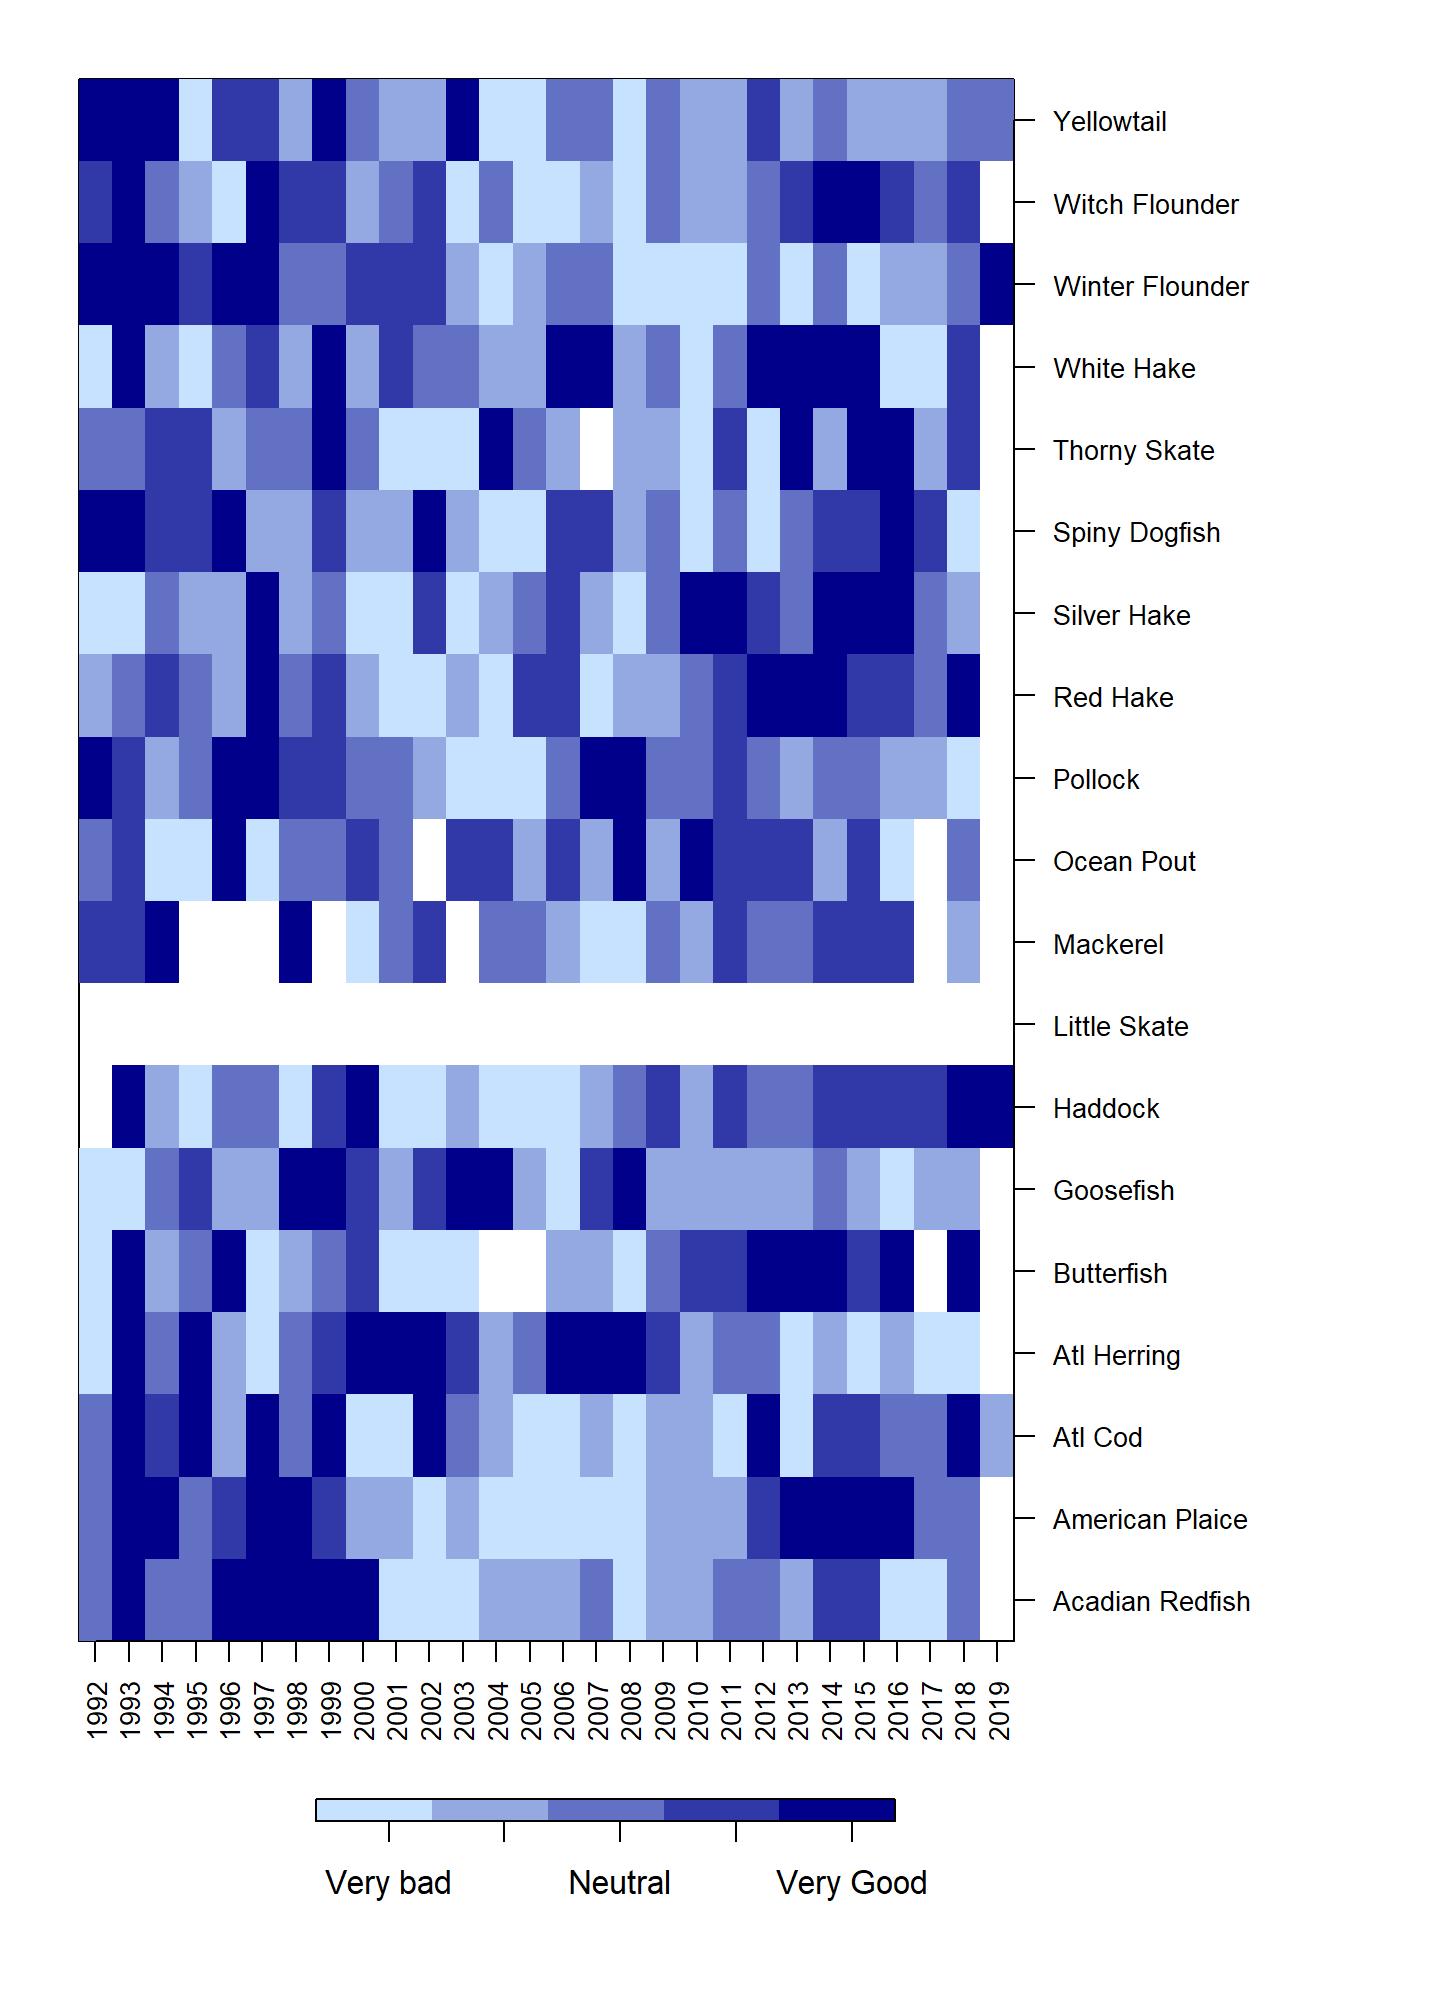 Yellowtail
Witch Flounder
Winter Flounder
White Hake
Thorny Skate
Spiny Dogfish
Silver Hake
Red Hake
Pollock
Ocean Pout
Mackerel
Little Skate
Haddock
Goosefish
Butterfish
Atl Herring
Atl Cod
American Plaice
Acadian Redfish
1992 1993 1994 1995 1996 1997 1998 1999 2000 2001 2002 2003 2004 2005 2006 2007 2008 2009 2010 2011 2012 2013 2014 2015 2016 2017 2018 2019
Very bad Neutral Very Good